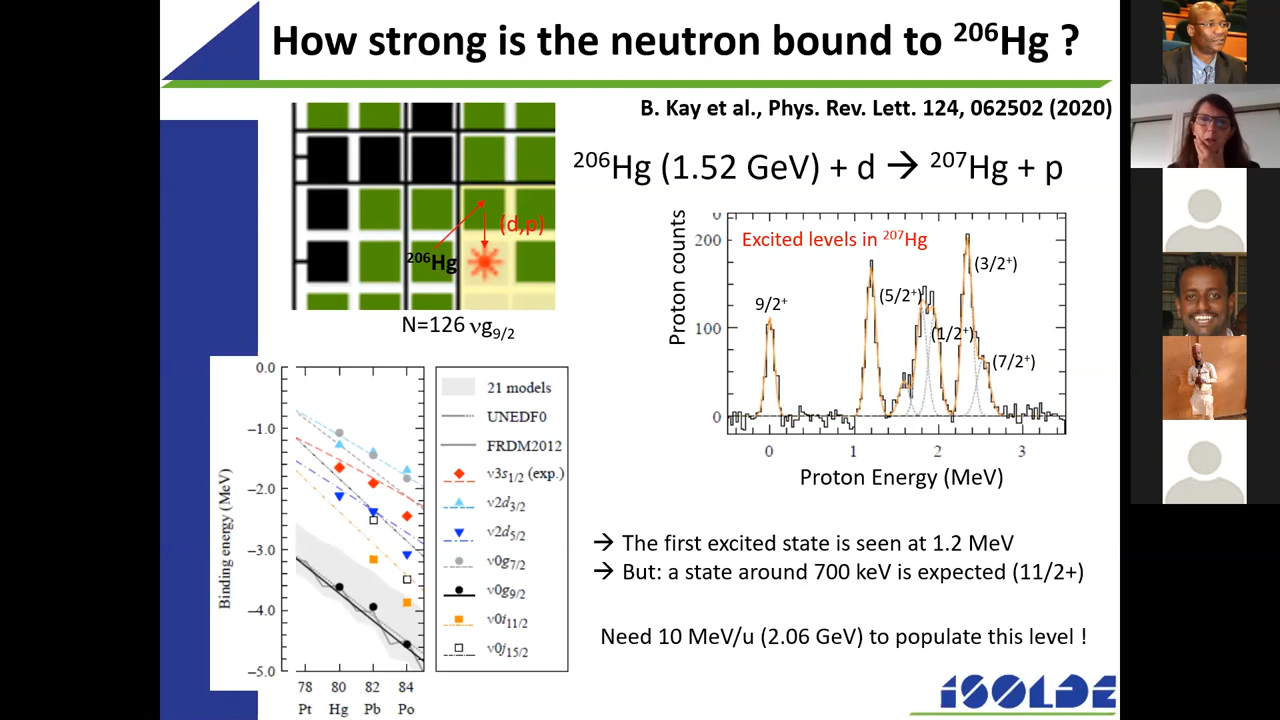 How strong is the neutron bound to ²⁰⁶Hg ?
B. Kay et al., Phys. Rev. Lett. 124, 062502 (2020)
²⁰⁶Hg (1.52 GeV) + d → ²⁰⁷Hg + p
(d,p)
²⁰⁶Hg
N=126 νg₉/₂
Proton counts
200
100
0
Excited levels in ²⁰⁷Hg
9/2⁺
(5/2⁺)
(1/2⁺)
(3/2⁺)
(7/2⁺)
0 1 2 3
Proton Energy (MeV)
Binding energy (MeV)
0.0
−1.0
−2.0
−3.0
−4.0
−5.0
78 80 82 84
Pt Hg Pb Po
21 models
UNEDF0
FRDM2012
ν3s₁/₂ (exp.)
ν2d₃/₂
ν2d₅/₂
ν0g₇/₂
ν0g₉/₂
ν0i₁₁/₂
ν0j₁₅/₂
→ The first excited state is seen at 1.2 MeV
→ But: a state around 700 keV is expected (11/2+)
Need 10 MeV/u (2.06 GeV) to populate this level !
ISOLDE